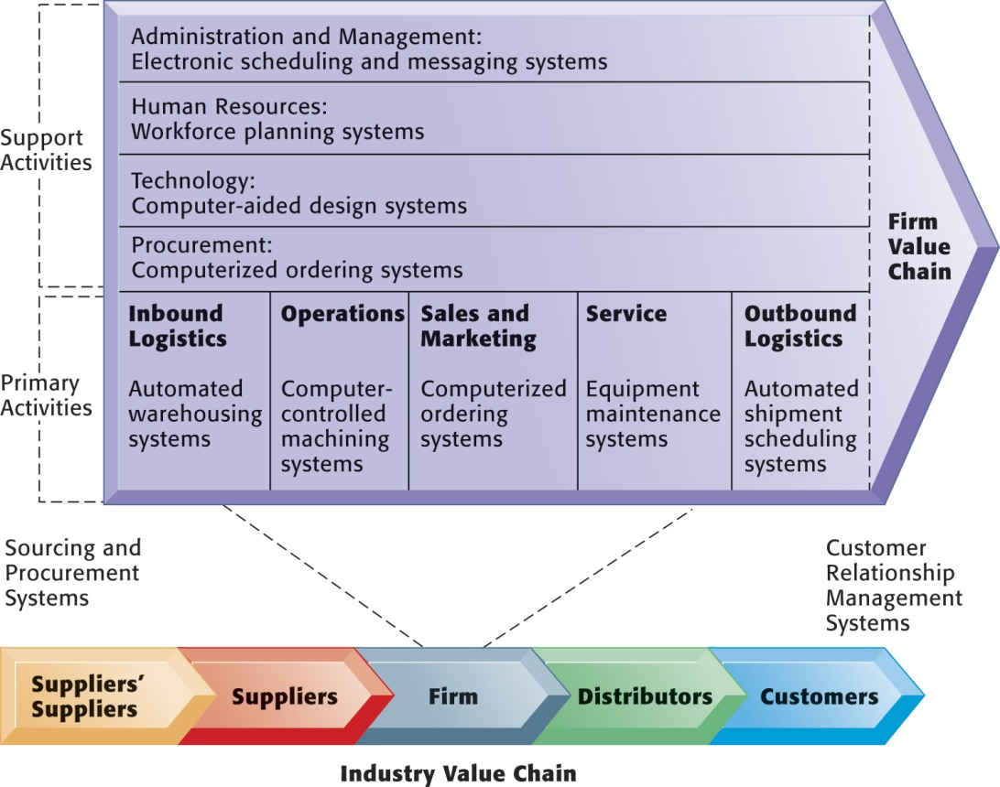 Administration and Management:
Electronic scheduling and messaging systems
Human Resources:
Workforce planning systems
Support
Activities
Technology:
Computer-aided design systems
Procurement:
Computerized ordering systems
Firm
Value
Chain
Primary
Activities
Inbound
Logistics
Automated
warehousing
systems
Operations
Computer-
controlled
machining
systems
Sales and
Marketing
Computerized
ordering
systems
Service
Equipment
maintenance
systems
Outbound
Logistics
Automated
shipment
scheduling
systems
Sourcing and
Procurement
Systems
Customer
Relationship
Management
Systems
Suppliers’
Suppliers
Suppliers
Firm
Distributors
Customers
Industry Value Chain